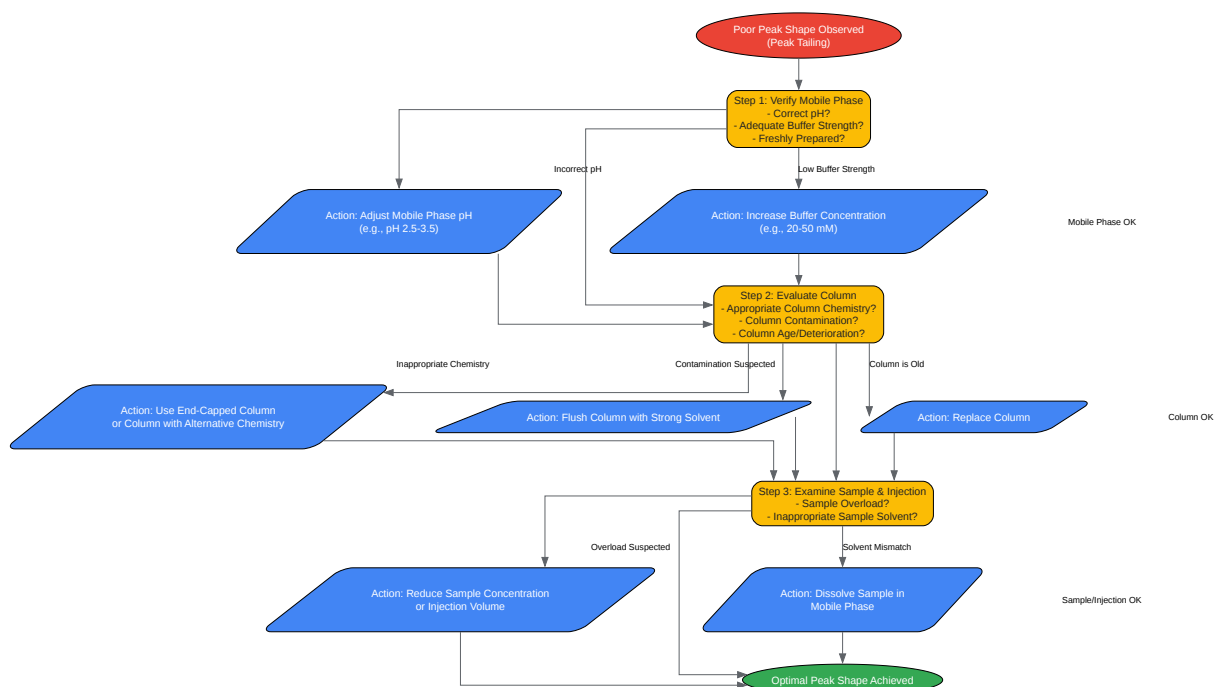 Poor Peak Shape Observed
(Peak Tailing)
Step 1: Verify Mobile Phase
- Correct pH?
- Adequate Buffer Strength?
- Freshly Prepared?
Incorrect pH
Low Buffer Strength
Action: Adjust Mobile Phase pH
(e.g., pH 2.5-3.5)
Action: Increase Buffer Concentration
(e.g., 20-50 mM)
Mobile Phase OK
Step 2: Evaluate Column
- Appropriate Column Chemistry?
- Column Contamination?
- Column Age/Deterioration?
Inappropriate Chemistry
Contamination Suspected
Column is Old
Action: Use End-Capped Column
or Column with Alternative Chemistry
Action: Flush Column with Strong Solvent
Action: Replace Column
Column OK
Step 3: Examine Sample & Injection
- Sample Overload?
- Inappropriate Sample Solvent?
Overload Suspected
Solvent Mismatch
Action: Reduce Sample Concentration
or Injection Volume
Action: Dissolve Sample in
Mobile Phase
Sample/Injection OK
Optimal Peak Shape Achieved